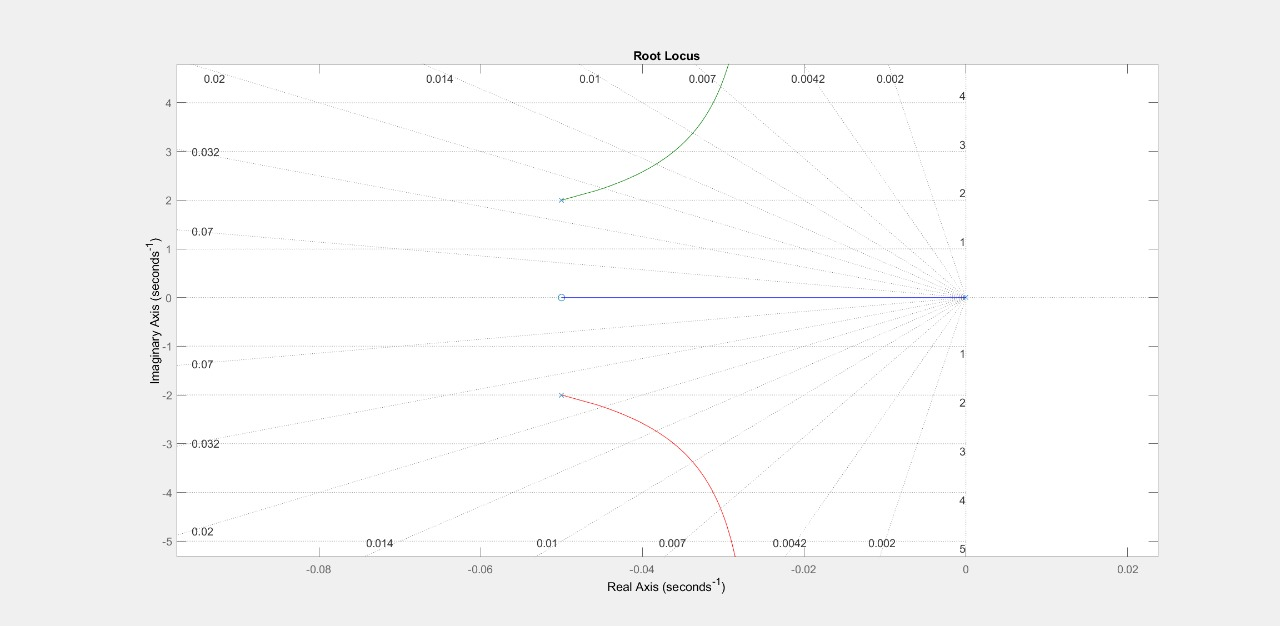 Root Locus
0.02 0.014 0.01 0.007 0.0042 0.002
4 4
3 0.032 3
2 2
1 0.07 1
0
-1 0.07 1
-2 2
-3 0.032 3
-4 4
0.02
-5 0.014 0.01 0.007 0.0042 0.002 5
-0.08 -0.06 -0.04 -0.02 0 0.02
Real Axis (seconds⁻¹)
Imaginary Axis (seconds⁻¹)